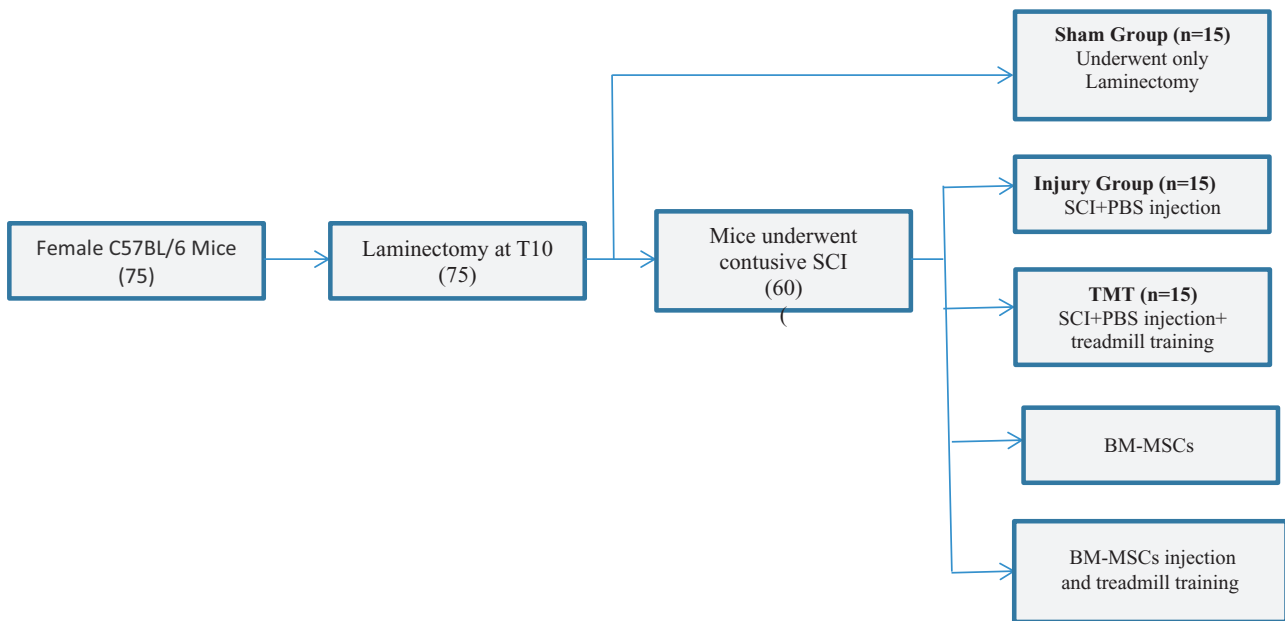 Female C57BL/6 Mice
(75)
Laminectomy at T10
(75)
Mice underwent
contusive SCI
(60)
(
Sham Group (n=15)
Underwent only
Laminectomy
Injury Group (n=15)
SCI+PBS injection
TMT (n=15)
SCI+PBS injection+
treadmill training
BM-MSCs
BM-MSCs injection
and treadmill training